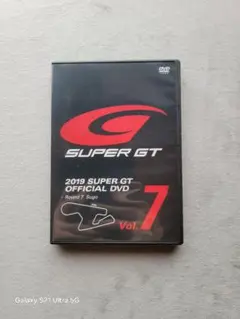 DVD
SUPER GT
2019 SUPER GT
OFFICIAL DVD
Round 7 Sugo
Vol. 7
Galaxy S21 Ultra 5G